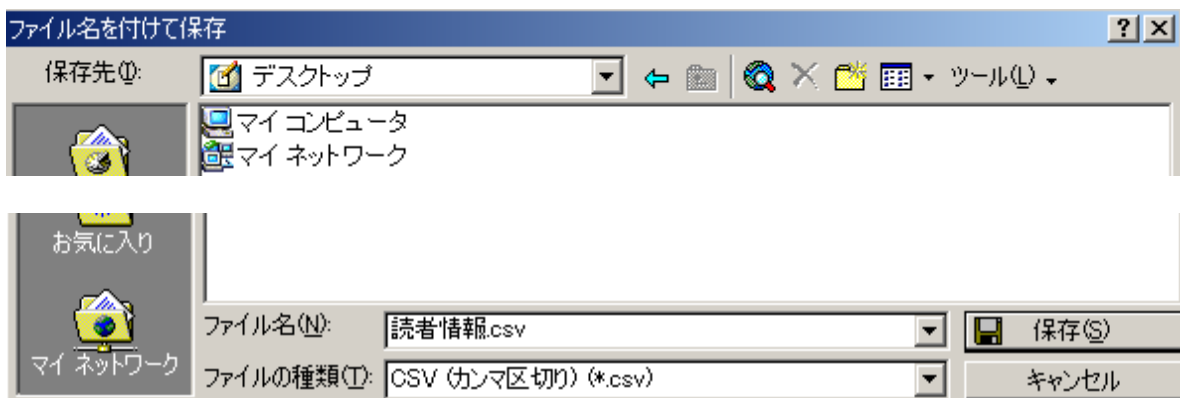 ファイル名を付けて保存
保存先(I):
デスクトップ
ツール(L)
マイ コンピュータ
マイ ネットワーク
お気に入り
マイ ネットワーク
ファイル名(N):
読者情報.csv
保存(S)
ファイルの種類(T):
CSV (カンマ区切り) (*.csv)
キャンセル